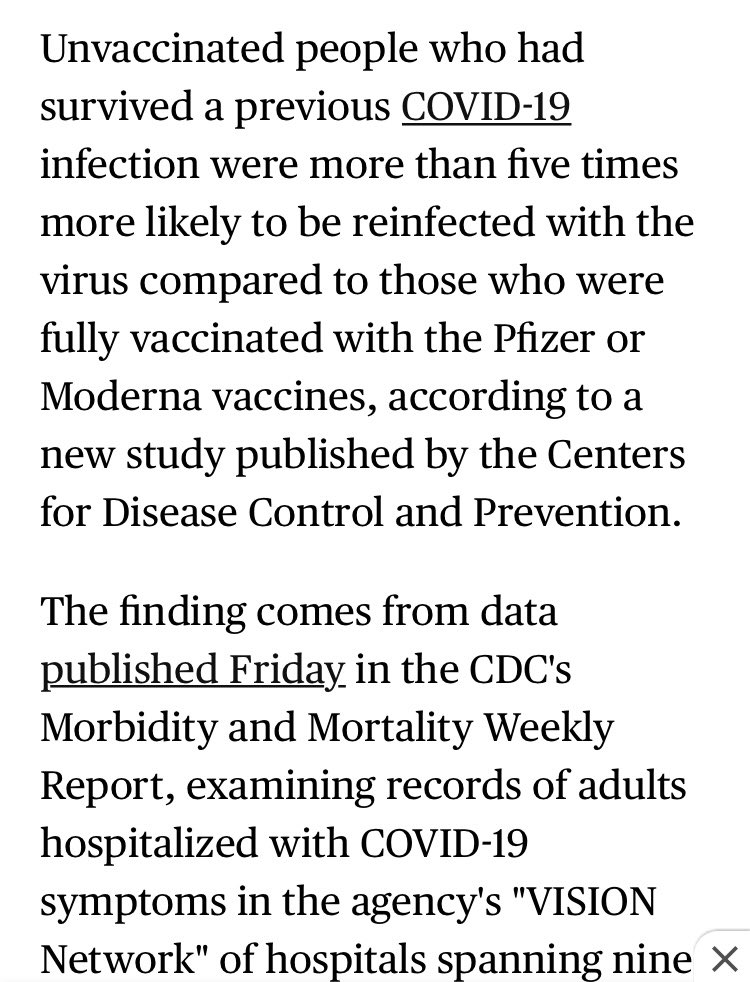 Unvaccinated people who had
survived a previous COVID-19
infection were more than five times
more likely to be reinfected with the
virus compared to those who were
fully vaccinated with the Pfizer or
Moderna vaccines, according to a
new study published by the Centers
for Disease Control and Prevention.
The finding comes from data
published Friday in the CDC's
Morbidity and Mortality Weekly
Report, examining records of adults
hospitalized with COVID-19
symptoms in the agency's "VISION
Network" of hospitals spanning nine